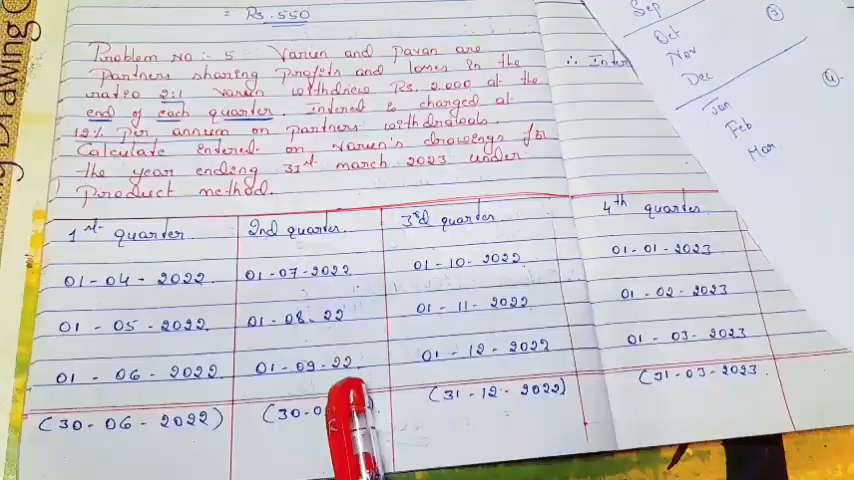 = Rs. 550
Problem No :- 5 Varun and Pavan are
Partners sharing profits and losses in the
ratio 2:1 Varun withdrew Rs. 2.000 at the
end of each quarter. Interest is charged at
12% Per annum on partners withdrawals.
Calculate interest on Varun's drawings for
the year ending 31st march 2023 under
Product method.
∴ Inter
Sep
Oct
Nov
Dec
Jan
Feb
Mar
1st quarter 2nd quarter. 3rd quarter 4th quarter
01-04-2022 01-07-2022 01-10-2022 01-01-2023
01-05-2022 01-08-22 01-11-2022 01-02-2023
01-06-2022 01-09-22 01-12-2022 01-03-2023
(30-06-2022) (30-0 (31-12-2022) (31-03-2023